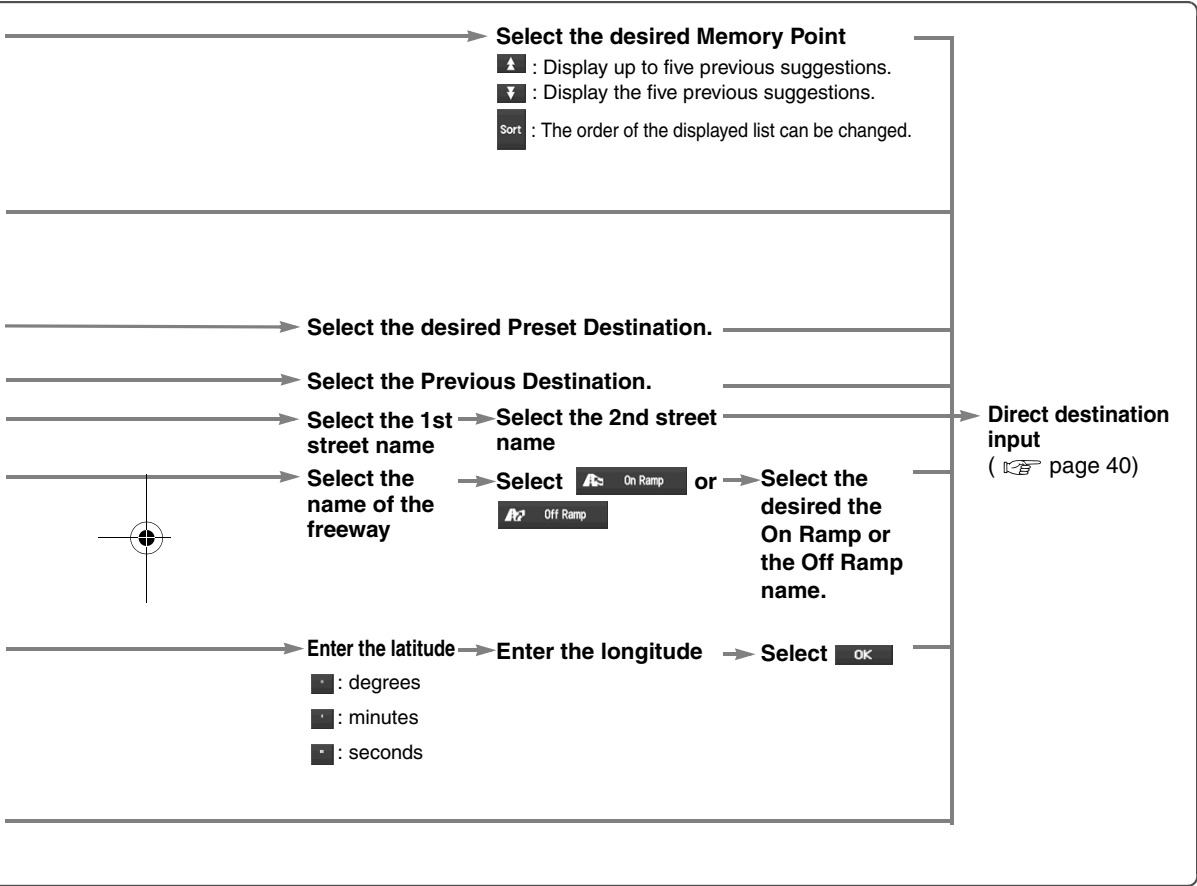 Select the desired Memory Point
: Display up to five previous suggestions.
: Display the five previous suggestions.
Sort : The order of the displayed list can be changed.
Select the desired Preset Destination.
Select the Previous Destination.
Select the 1st
street name
Select the 2nd street
name
Direct destination
input
( page 40)
Select the
name of the
freeway
Select On Ramp or
Off Ramp
Select the
desired the
On Ramp or
the Off Ramp
name.
Enter the latitude
: degrees
: minutes
: seconds
Enter the longitude
Select OK